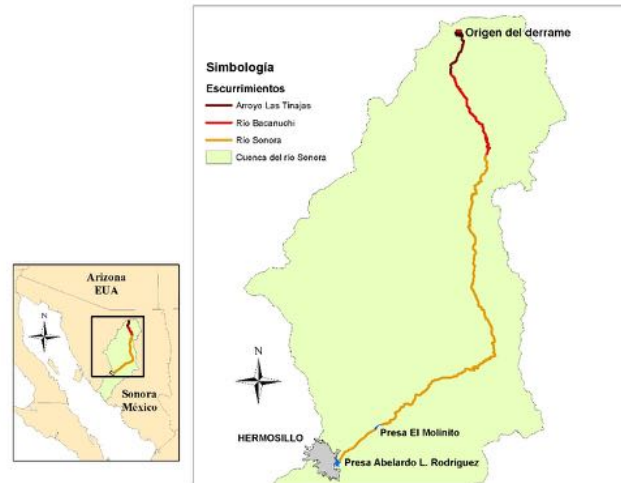 Origen del derrame
Simbología
Escurrimientos
Arroyo Las Tinajas
Río Bacanuchi
Río Sonora
Cuenca del río Sonora
Arizona
EUA
N
Sonora
México
N
HERMOSILLO
Presa El Molinito
Presa Abelardo L. Rodríguez